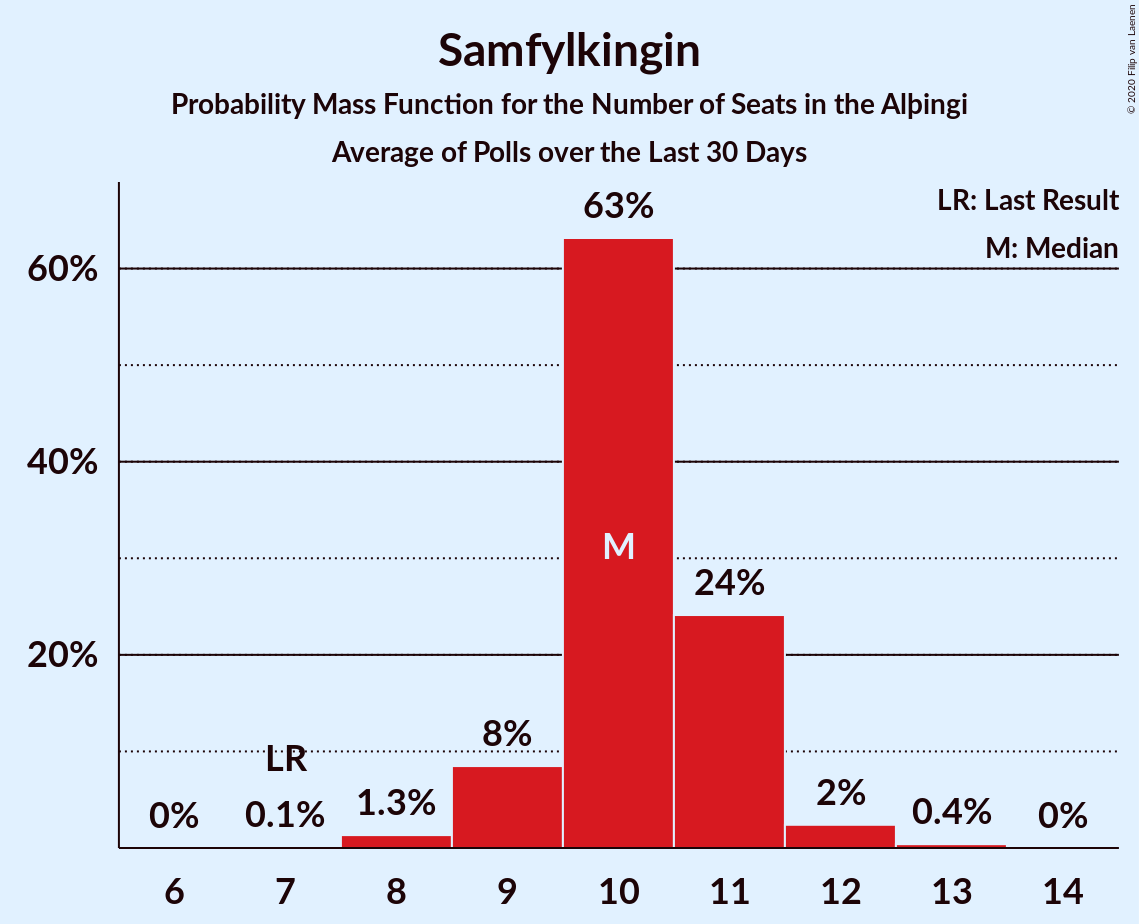 Samfylkingin
Probability Mass Function for the Number of Seats in the Alþingi
Average of Polls over the Last 30 Days
© 2020 Filip van Laenen
LR: Last Result
M: Median
63%
60%
40%
M
24%
20%
8%
LR
0% 0.1% 1.3% 2% 0.4% 0%
6 7 8 9 10 11 12 13 14